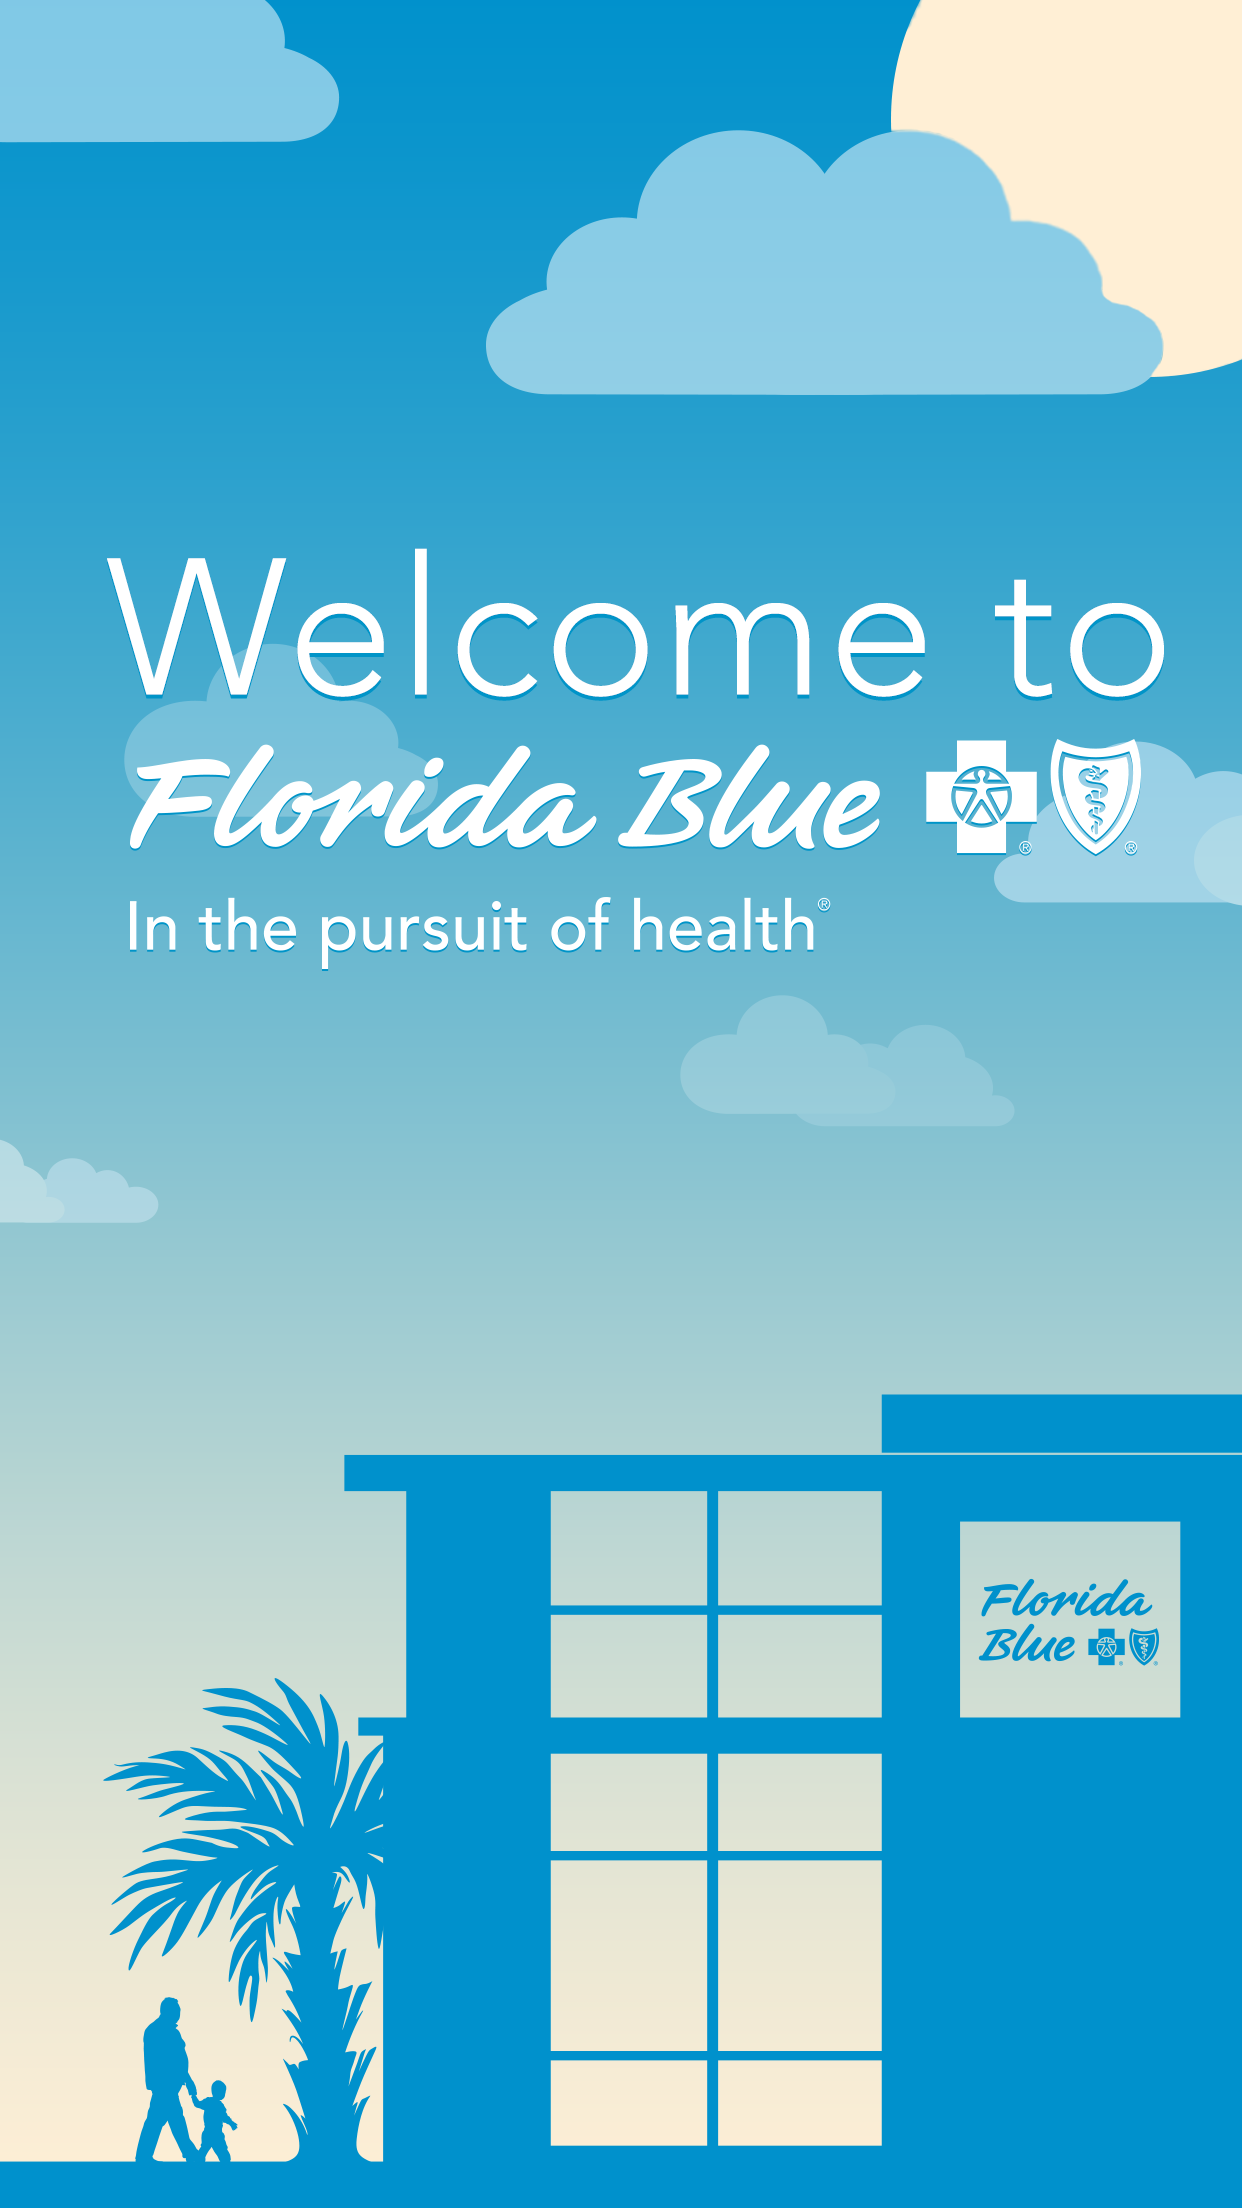 Welcome to
Florida Blue ® ®
In the pursuit of health®
Florida
Blue ® ®